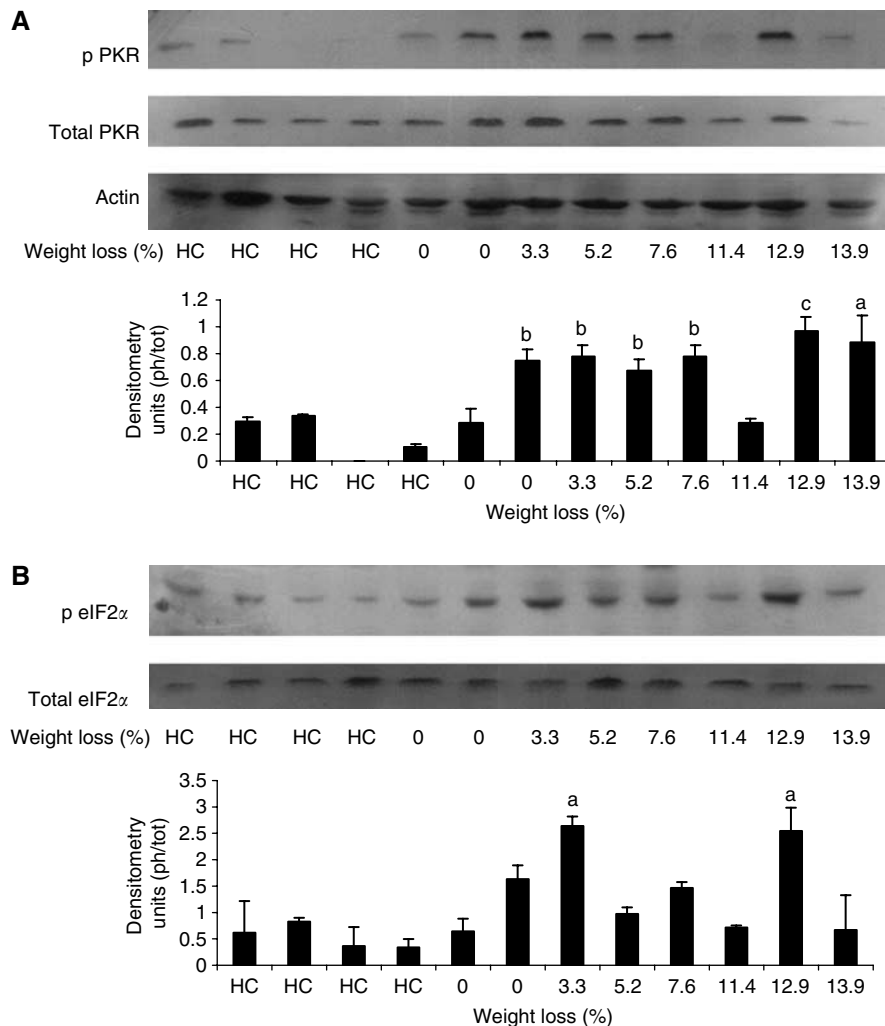 A
p PKR
Total PKR
Actin
Weight loss (%) HC HC HC HC 0 0 3.3 5.2 7.6 11.4 12.9 13.9
Densitometry
units (ph/tot)
1.2
1
0.8
0.6
0.4
0.2
0
b b b b c a
HC HC HC HC 0 0 3.3 5.2 7.6 11.4 12.9 13.9
Weight loss (%)
B
p eIF2α
Total eIF2α
Weight loss (%) HC HC HC HC 0 0 3.3 5.2 7.6 11.4 12.9 13.9
Densitometry
units (ph/tot)
3.5
3
2.5
2
1.5
1
0.5
0
a a
HC HC HC HC 0 0 3.3 5.2 7.6 11.4 12.9 13.9
Weight loss (%)